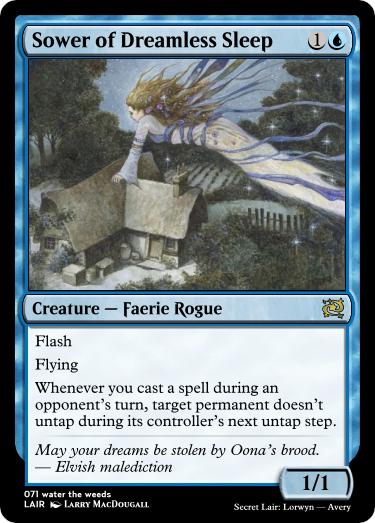 Sower of Dreamless Sleep 1
Creature — Faerie Rogue
Flash
Flying
Whenever you cast a spell during an
opponent's turn, target permanent doesn't
untap during its controller's next untap step.
May your dreams be stolen by Oona's brood.
— Elvish malediction
1/1
071 water the weeds
LAIR Larry MacDougall
Secret Lair: Lorwyn — Avery